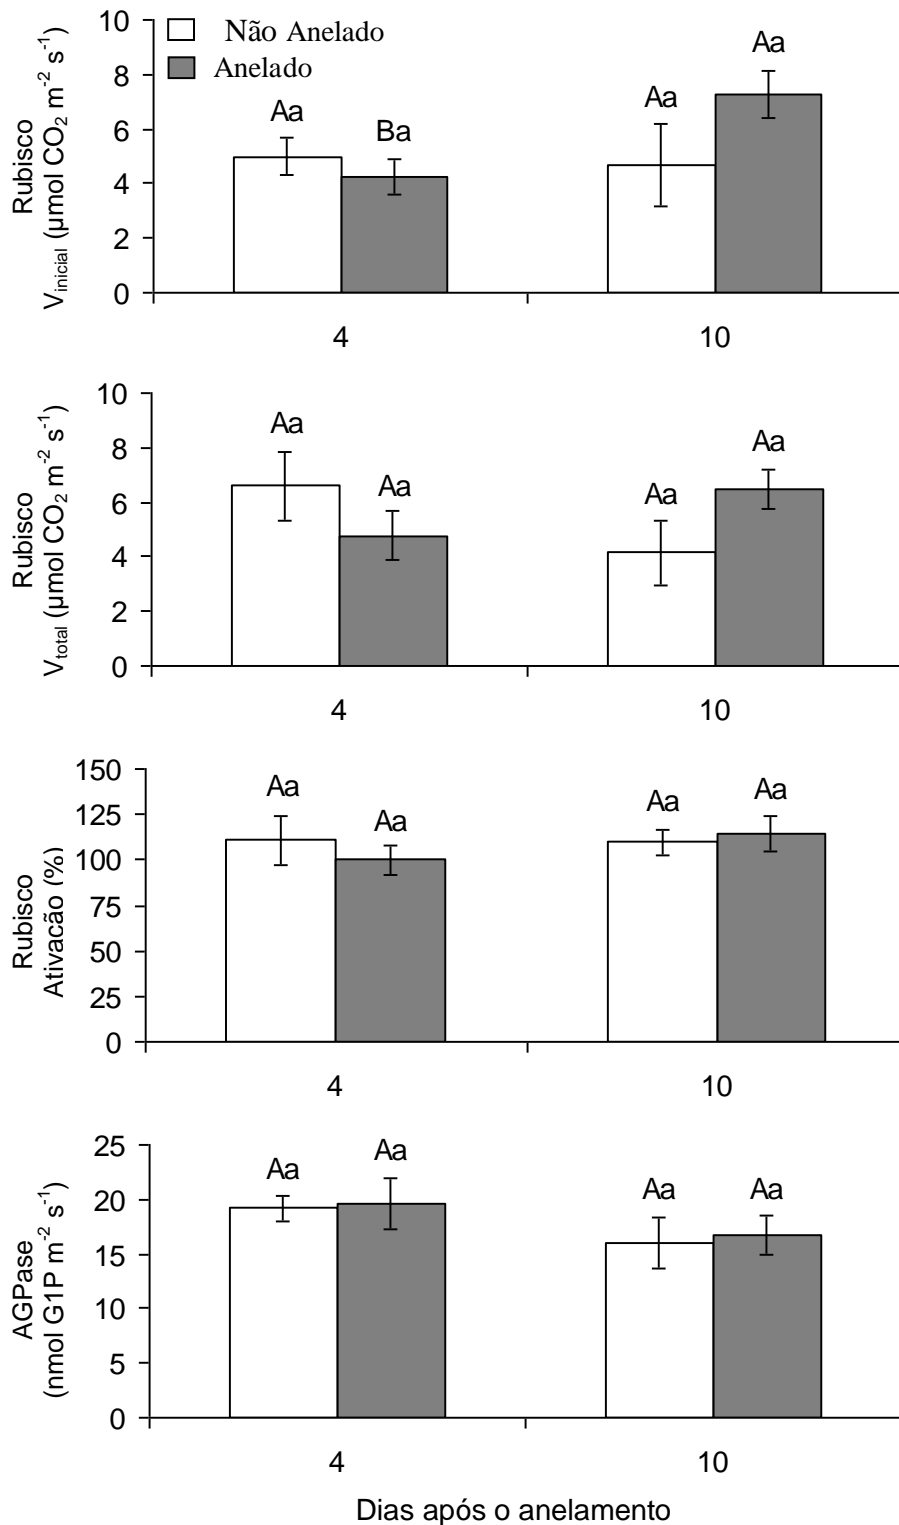 10
8
6
4
2
0
Rubisco
V_inicial (µmol CO₂ m⁻² s⁻¹)
Não Anelado
Anelado
Aa
Ba
Aa
Aa
4
10
10
8
6
4
2
0
Rubisco
V_total (µmol CO₂ m⁻² s⁻¹)
Aa
Aa
Aa
Aa
4
10
150
125
100
75
50
25
0
Rubisco
Ativacão (%)
Aa
Aa
Aa
Aa
4
10
25
20
15
10
5
0
AGPase
(nmol G1P m⁻² s⁻¹)
Aa
Aa
Aa
Aa
4
10
Dias após o anelamento